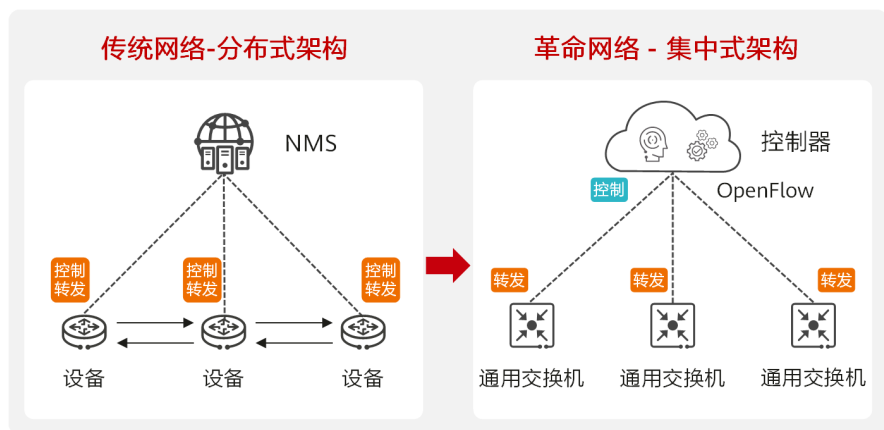 传统网络-分布式架构
NMS
控制
转发
控制
转发
控制
转发
设备
设备
设备
革命网络 - 集中式架构
控制器
控制
OpenFlow
转发
转发
转发
通用交换机
通用交换机
通用交换机